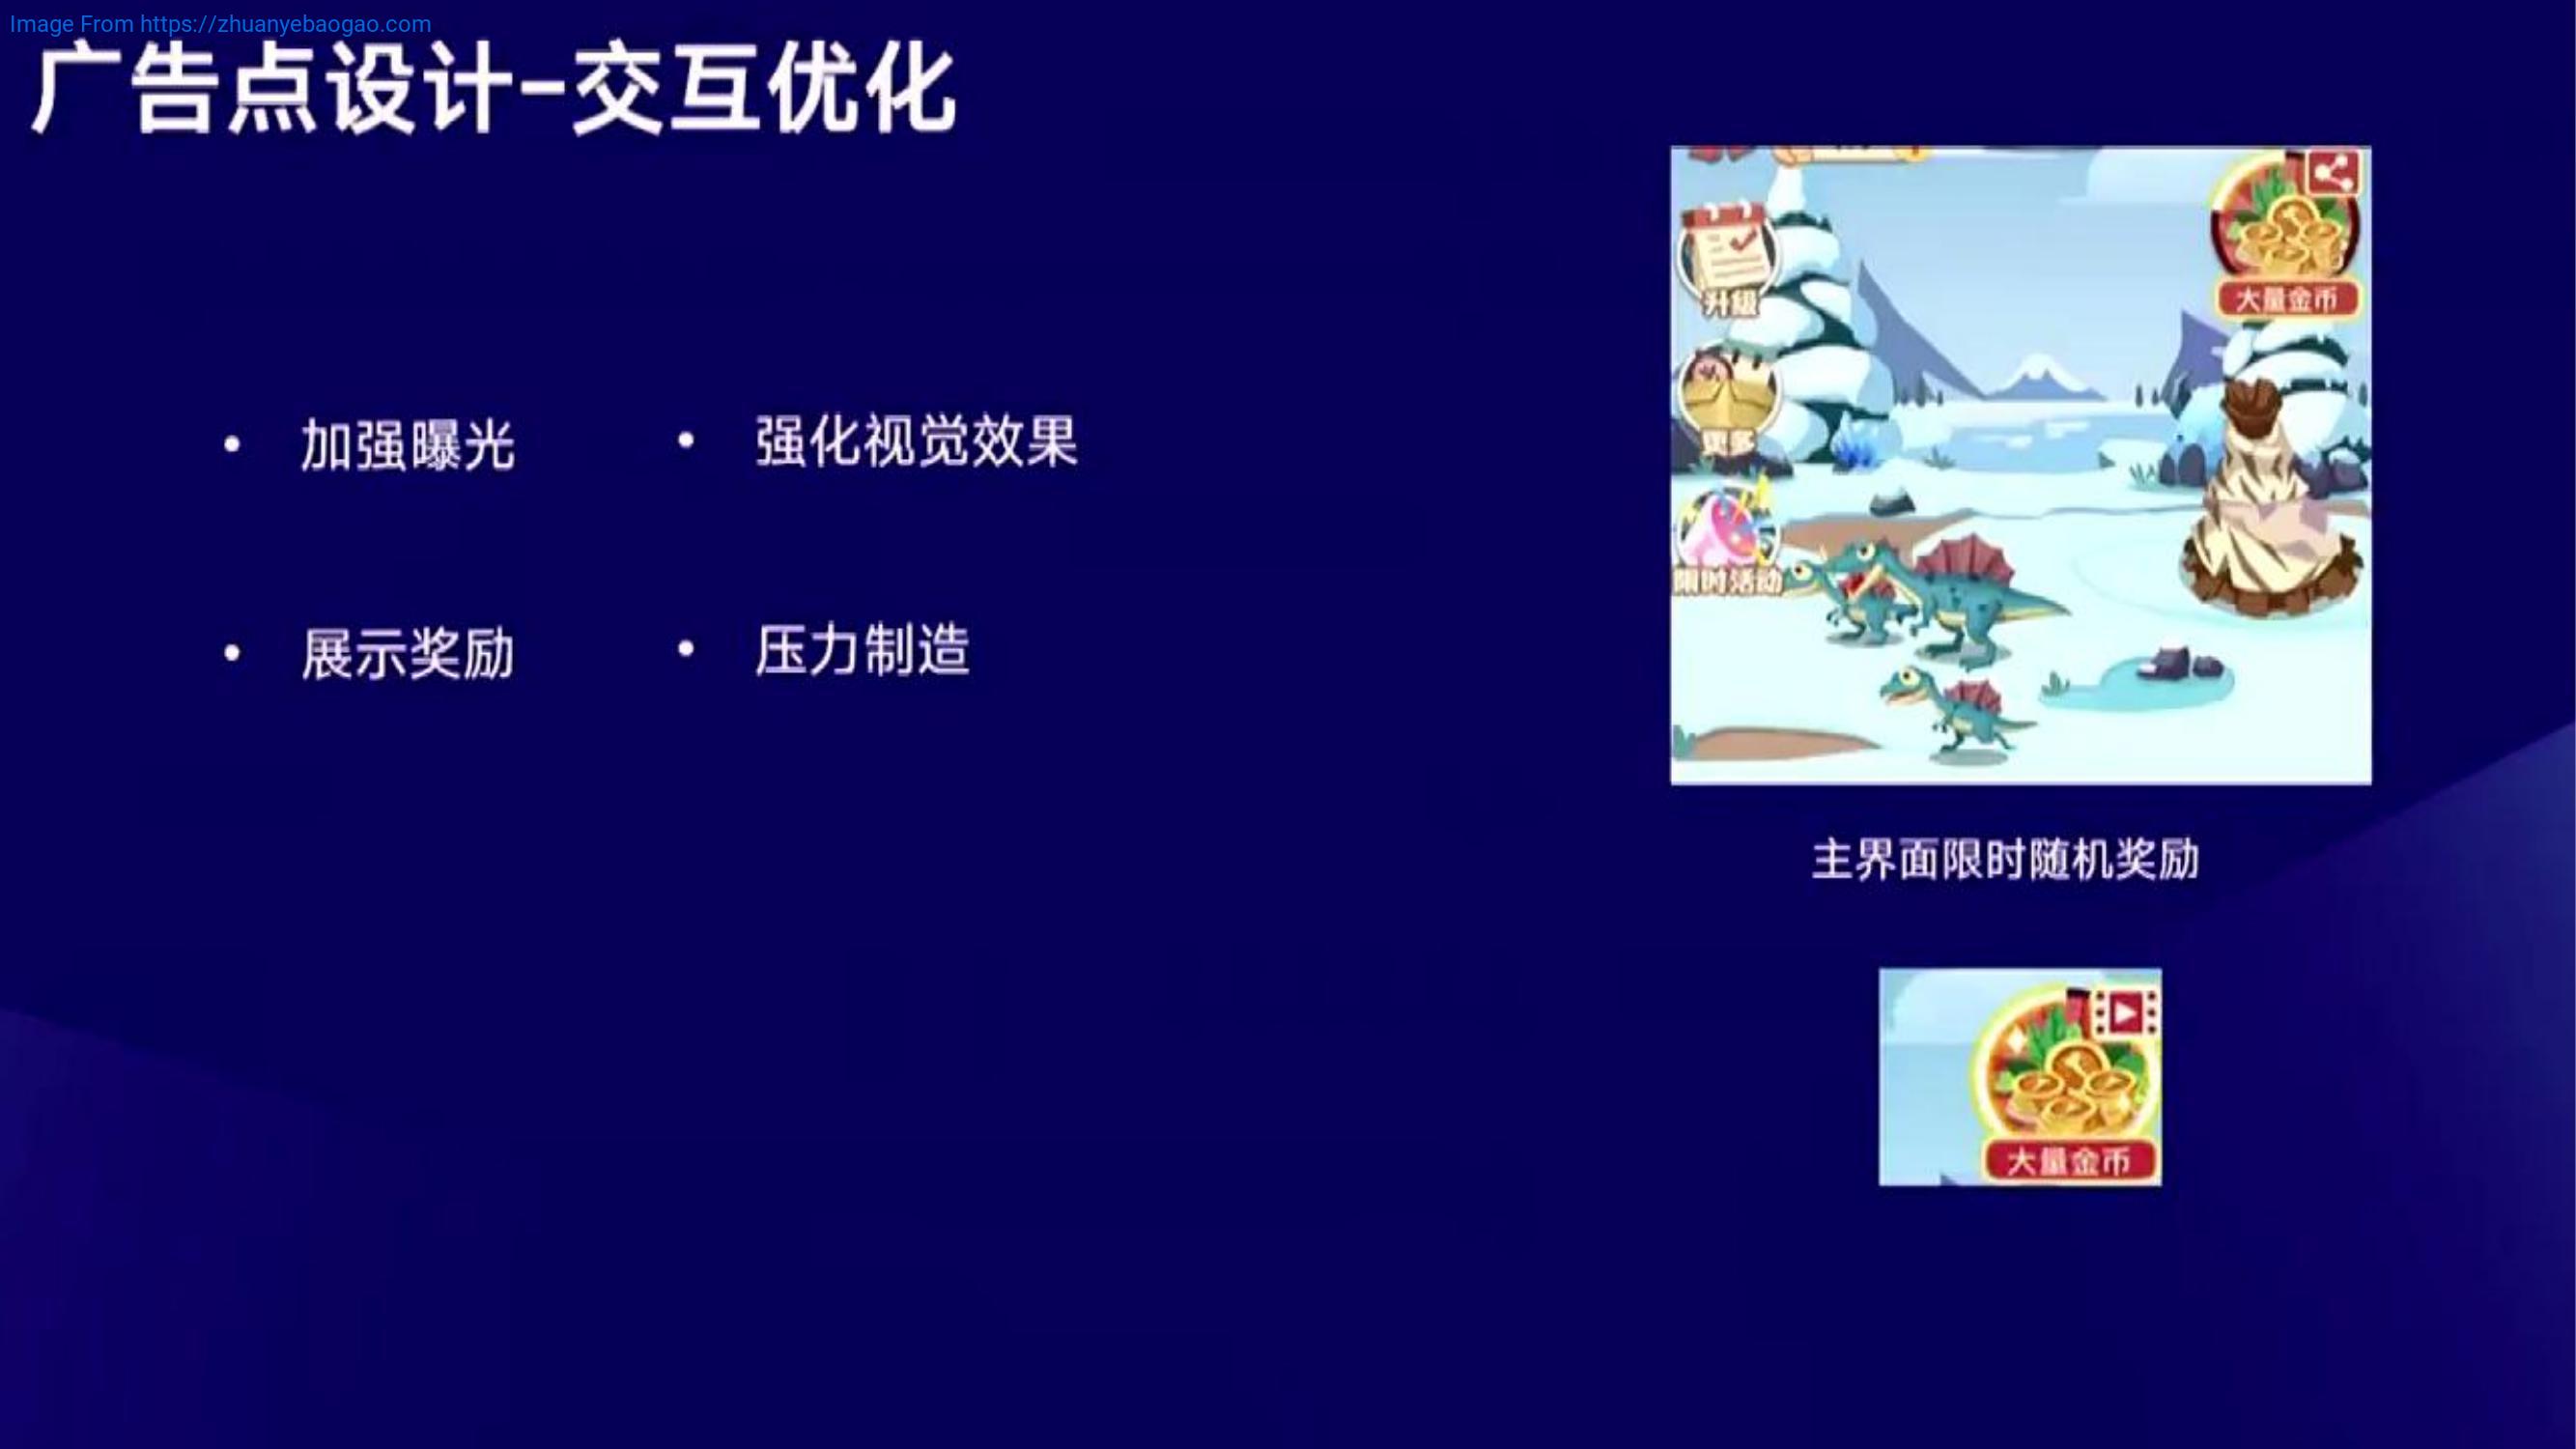 Image From https://zhuanyebaogao.com
广告点设计-交互优化
加强曝光
强化视觉效果
展示奖励
压力制造
大量金币
升级
更多
限时活动
主界面限时随机奖励
大量金币